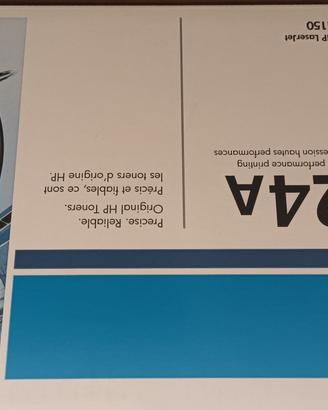 24A
performance printing
ession hautes performances
P LaserJet
150
Precise. Reliable.
Original HP Toners.
Précis et fiables, ce sont
les toners d'origine HP.